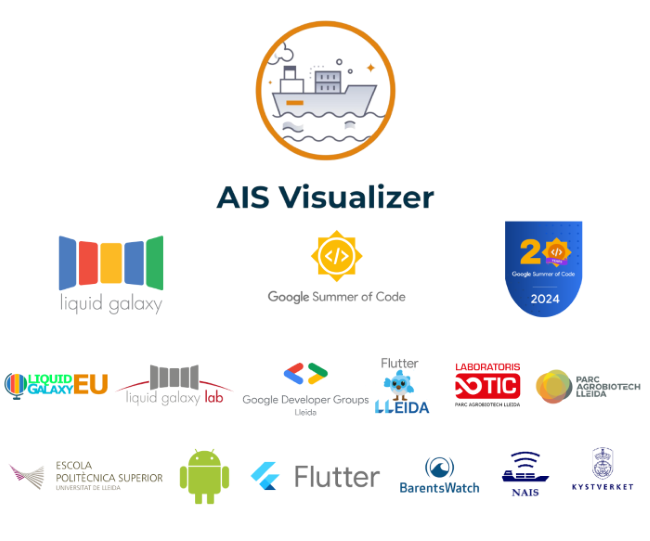 AIS Visualizer
liquid galaxy
Google Summer of Code
20
Google Summer of Code
2024
LIQUID
GALAXY EU
liquid galaxy lab
Google Developer Groups
Lleida
Flutter
LLEIDA
LABORATORIS
TIC
PARC AGROBIOTECH LLEIDA
PARC
AGROBIOTECH
LLEIDA
ESCOLA
POLITÈCNICA SUPERIOR
UNIVERSITAT DE LLEIDA
Flutter
BarentsWatch
NAIS
KYSTVERKET